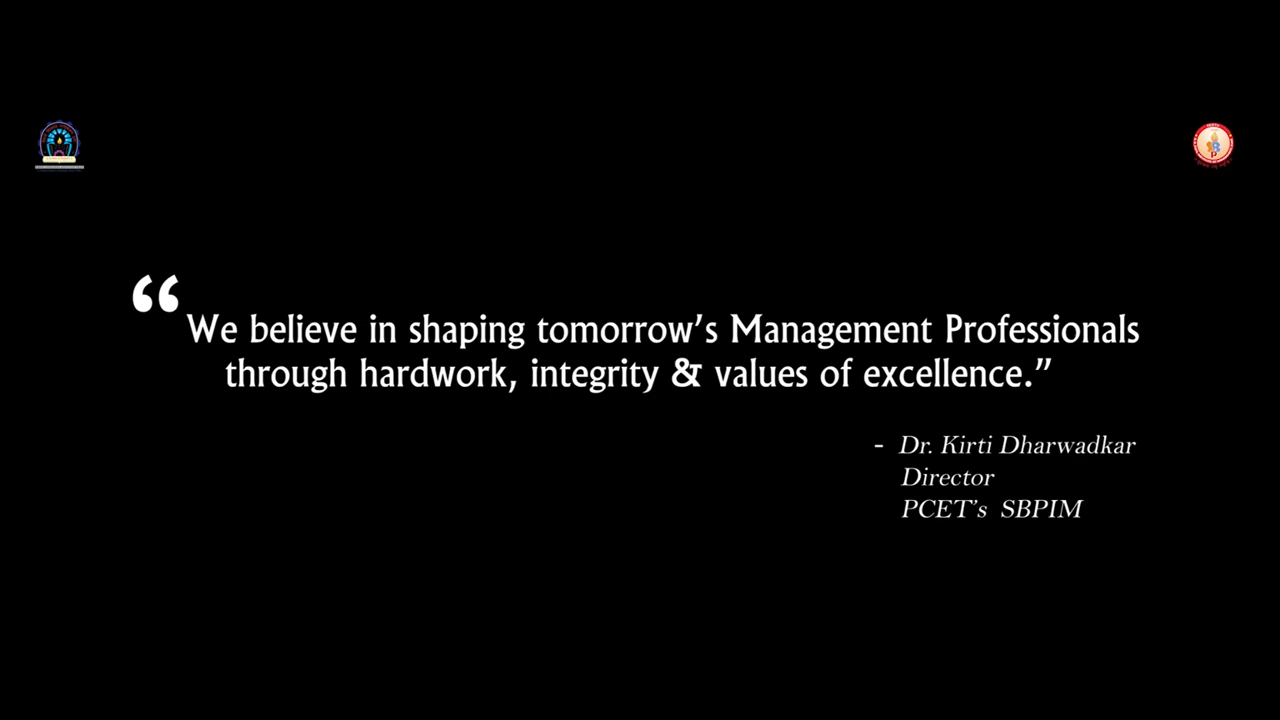 “We believe in shaping tomorrow’s Management Professionals
through hardwork, integrity & values of excellence.”
- Dr. Kirti Dharwadkar
Director
PCET’s SBPIM